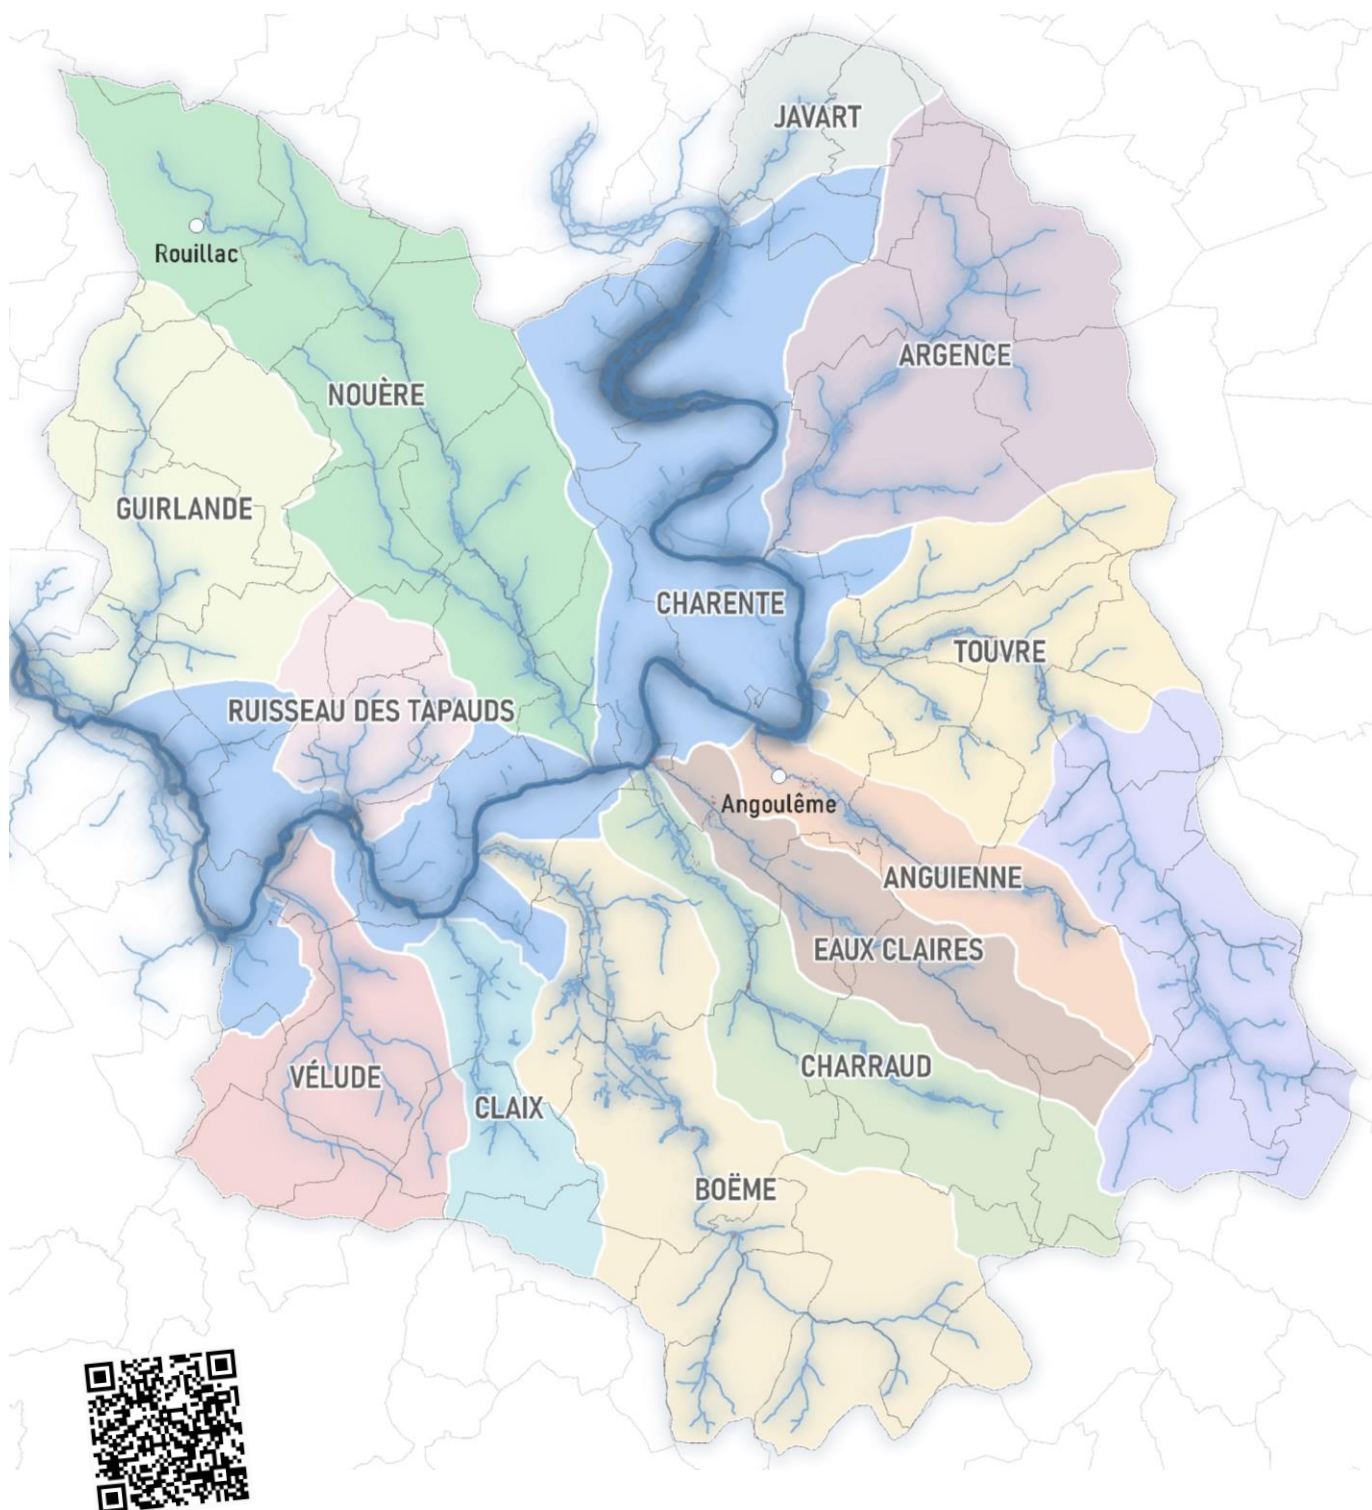 JAVART
Rouillac
ARGENCE
NOUÈRE
GUIRLANDE
CHARENTE
TOUVRE
RUISSEAU DES TAPAUDS
Angoulême
ANGUIENNE
EAUX CLAIRES
CHARRAUD
VÉLUDE
CLAIX
BOËME